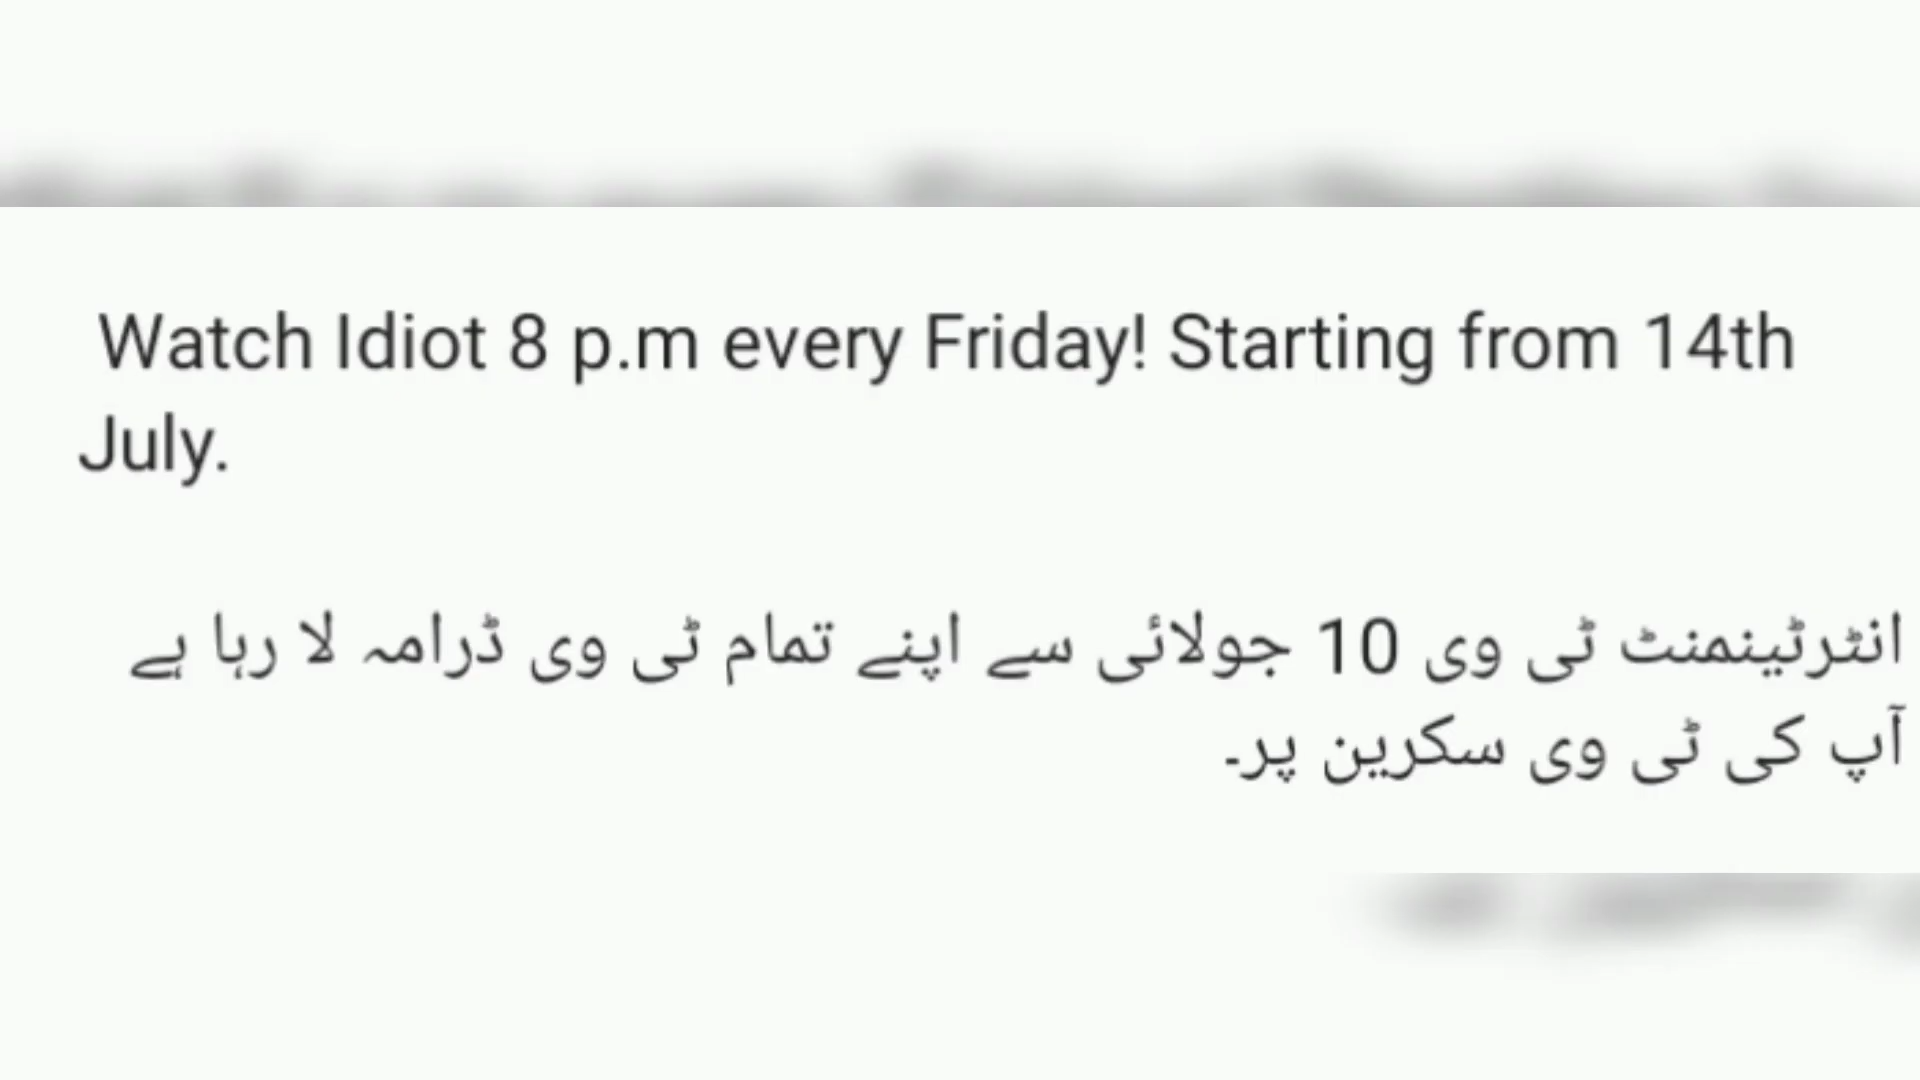 Watch Idiot 8 p.m every Friday! Starting from 14th
July.
انٹرٹینمنٹ ٹی وی 10 جولائی سے اپنے تمام ٹی وی ڈرامہ لا رہا ہے
آپ کی ٹی وی سکرین پر۔